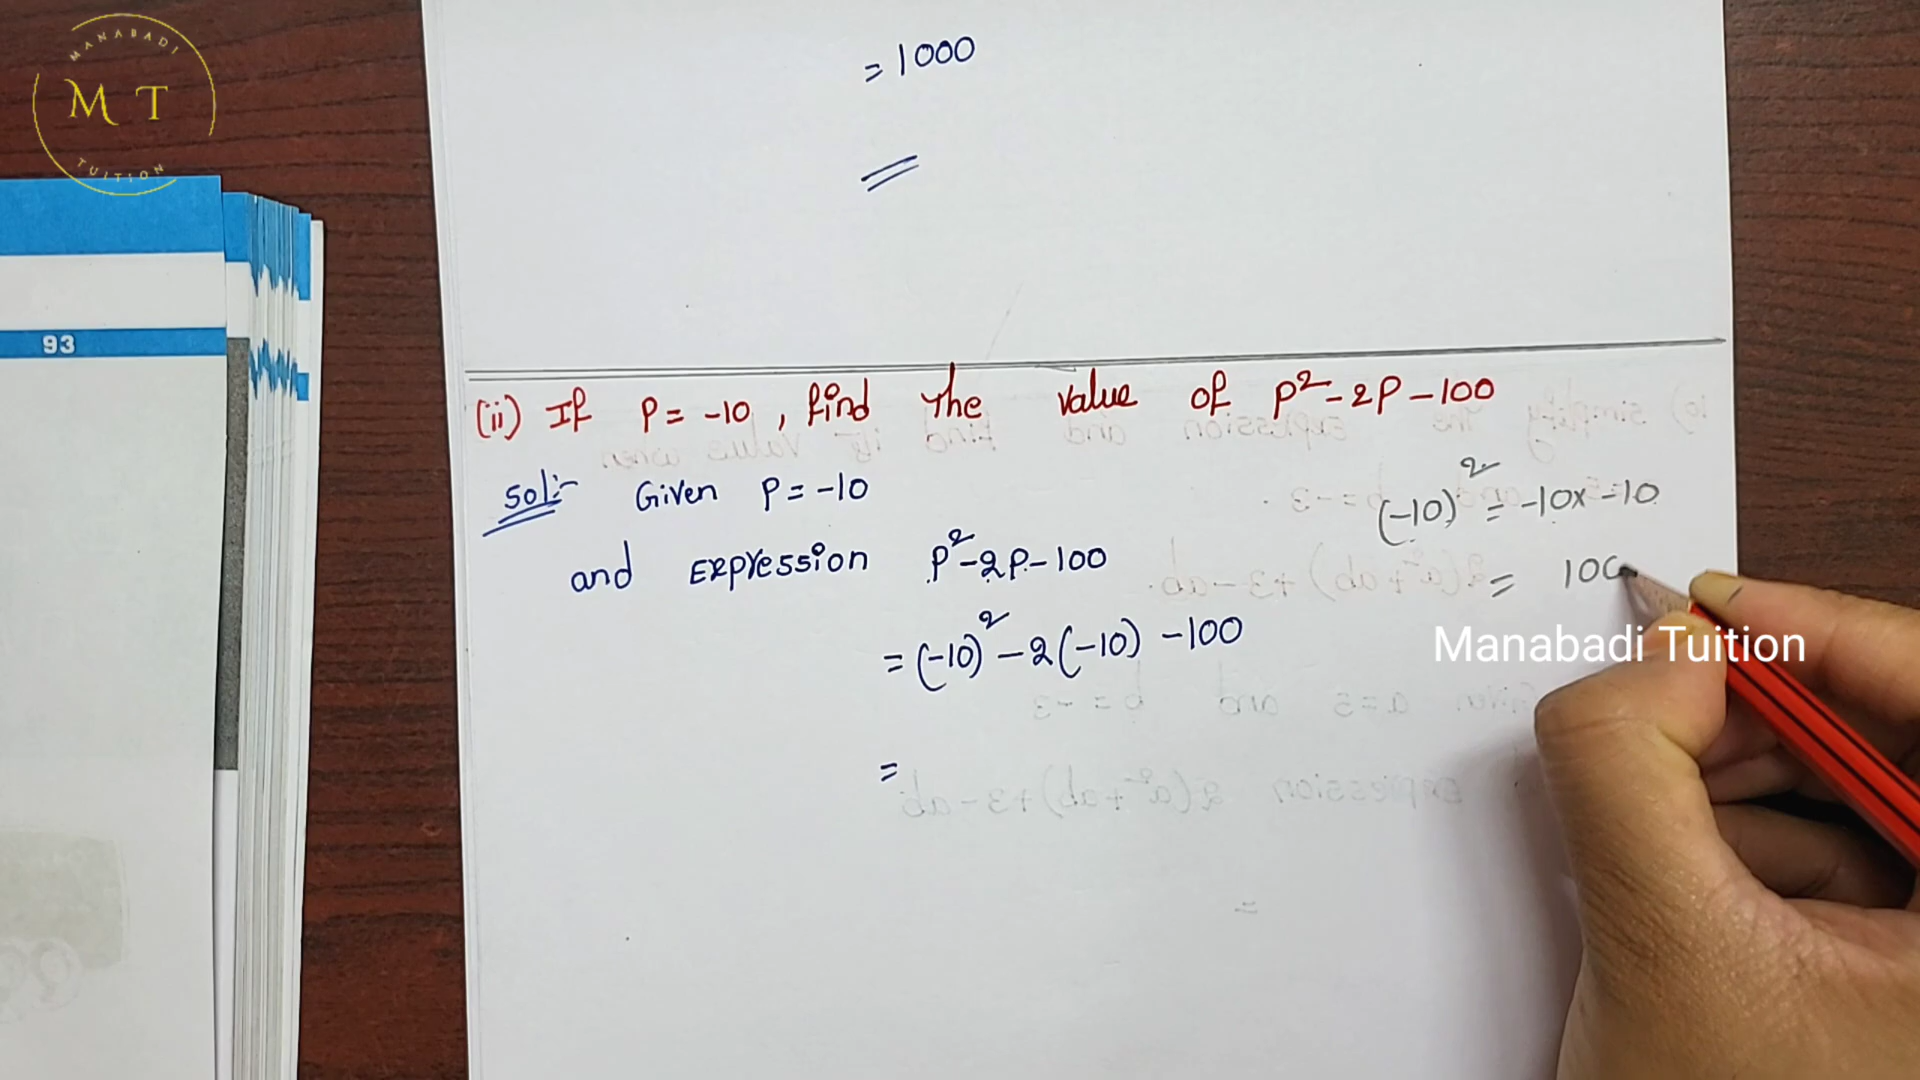 MANABADI
M T
TUITION
93
= 1000
(ii) If P = -10, find the value of P² - 2P - 100
Sol:- Given P = -10
and expression P² - 2P - 100
= (-10)² - 2(-10) - 100
=
(-10)² = -10x -10
= 100
Manabadi Tuition